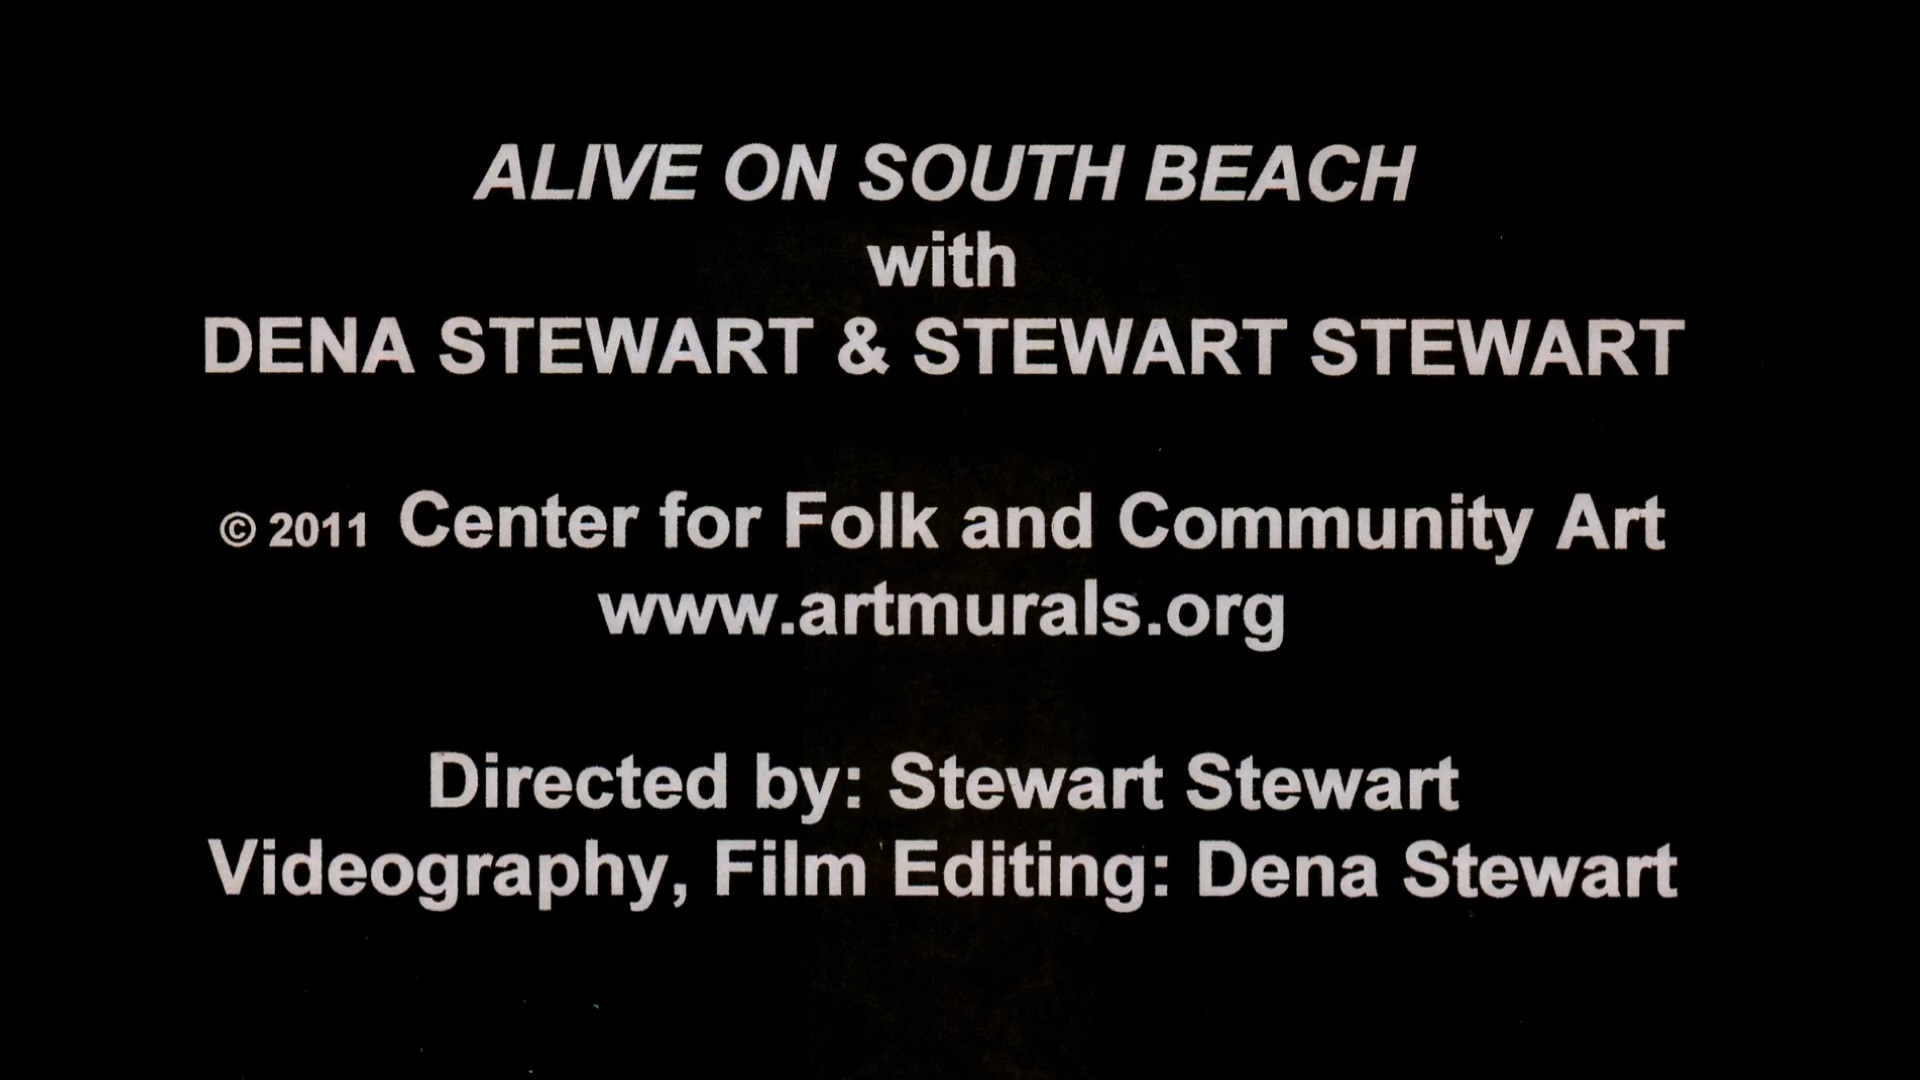 ALIVE ON SOUTH BEACH
with
DENA STEWART & STEWART STEWART
© 2011 Center for Folk and Community Art
www.artmurals.org
Directed by: Stewart Stewart
Videography, Film Editing: Dena Stewart